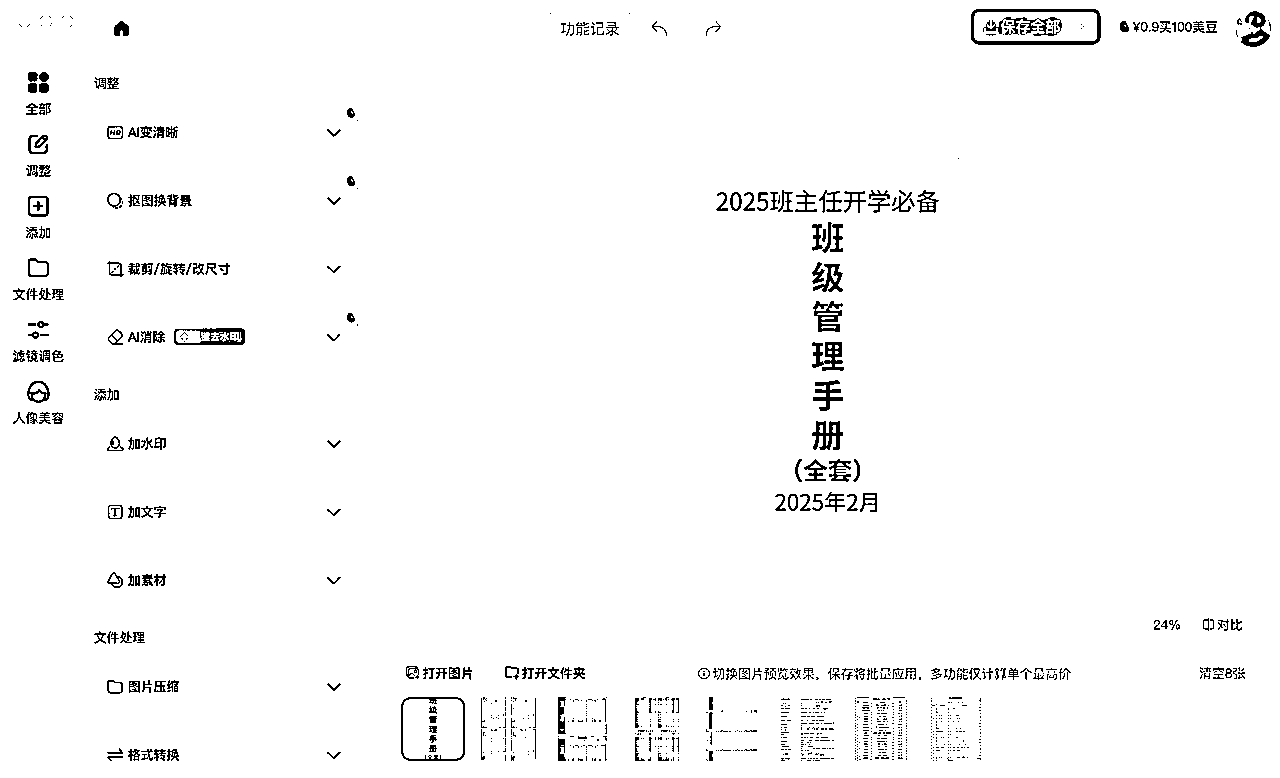 功能记录
保存全部
¥0.9买100美豆
全部
调整
添加
文件处理
滤镜调色
人像美容
调整
AI变清晰
抠图换背景
裁剪/旋转/改尺寸
AI消除
添加
加水印
加文字
加素材
文件处理
图片压缩
格式转换
2025班主任开学必备
班
级
管
理
手
册
（全套）
2025年2月
24%
对比
打开图片
打开文件夹
切换图片预览效果，保存将批量应用，多功能仅计算单个最高价
清空8张
班
级
管
理
手
册